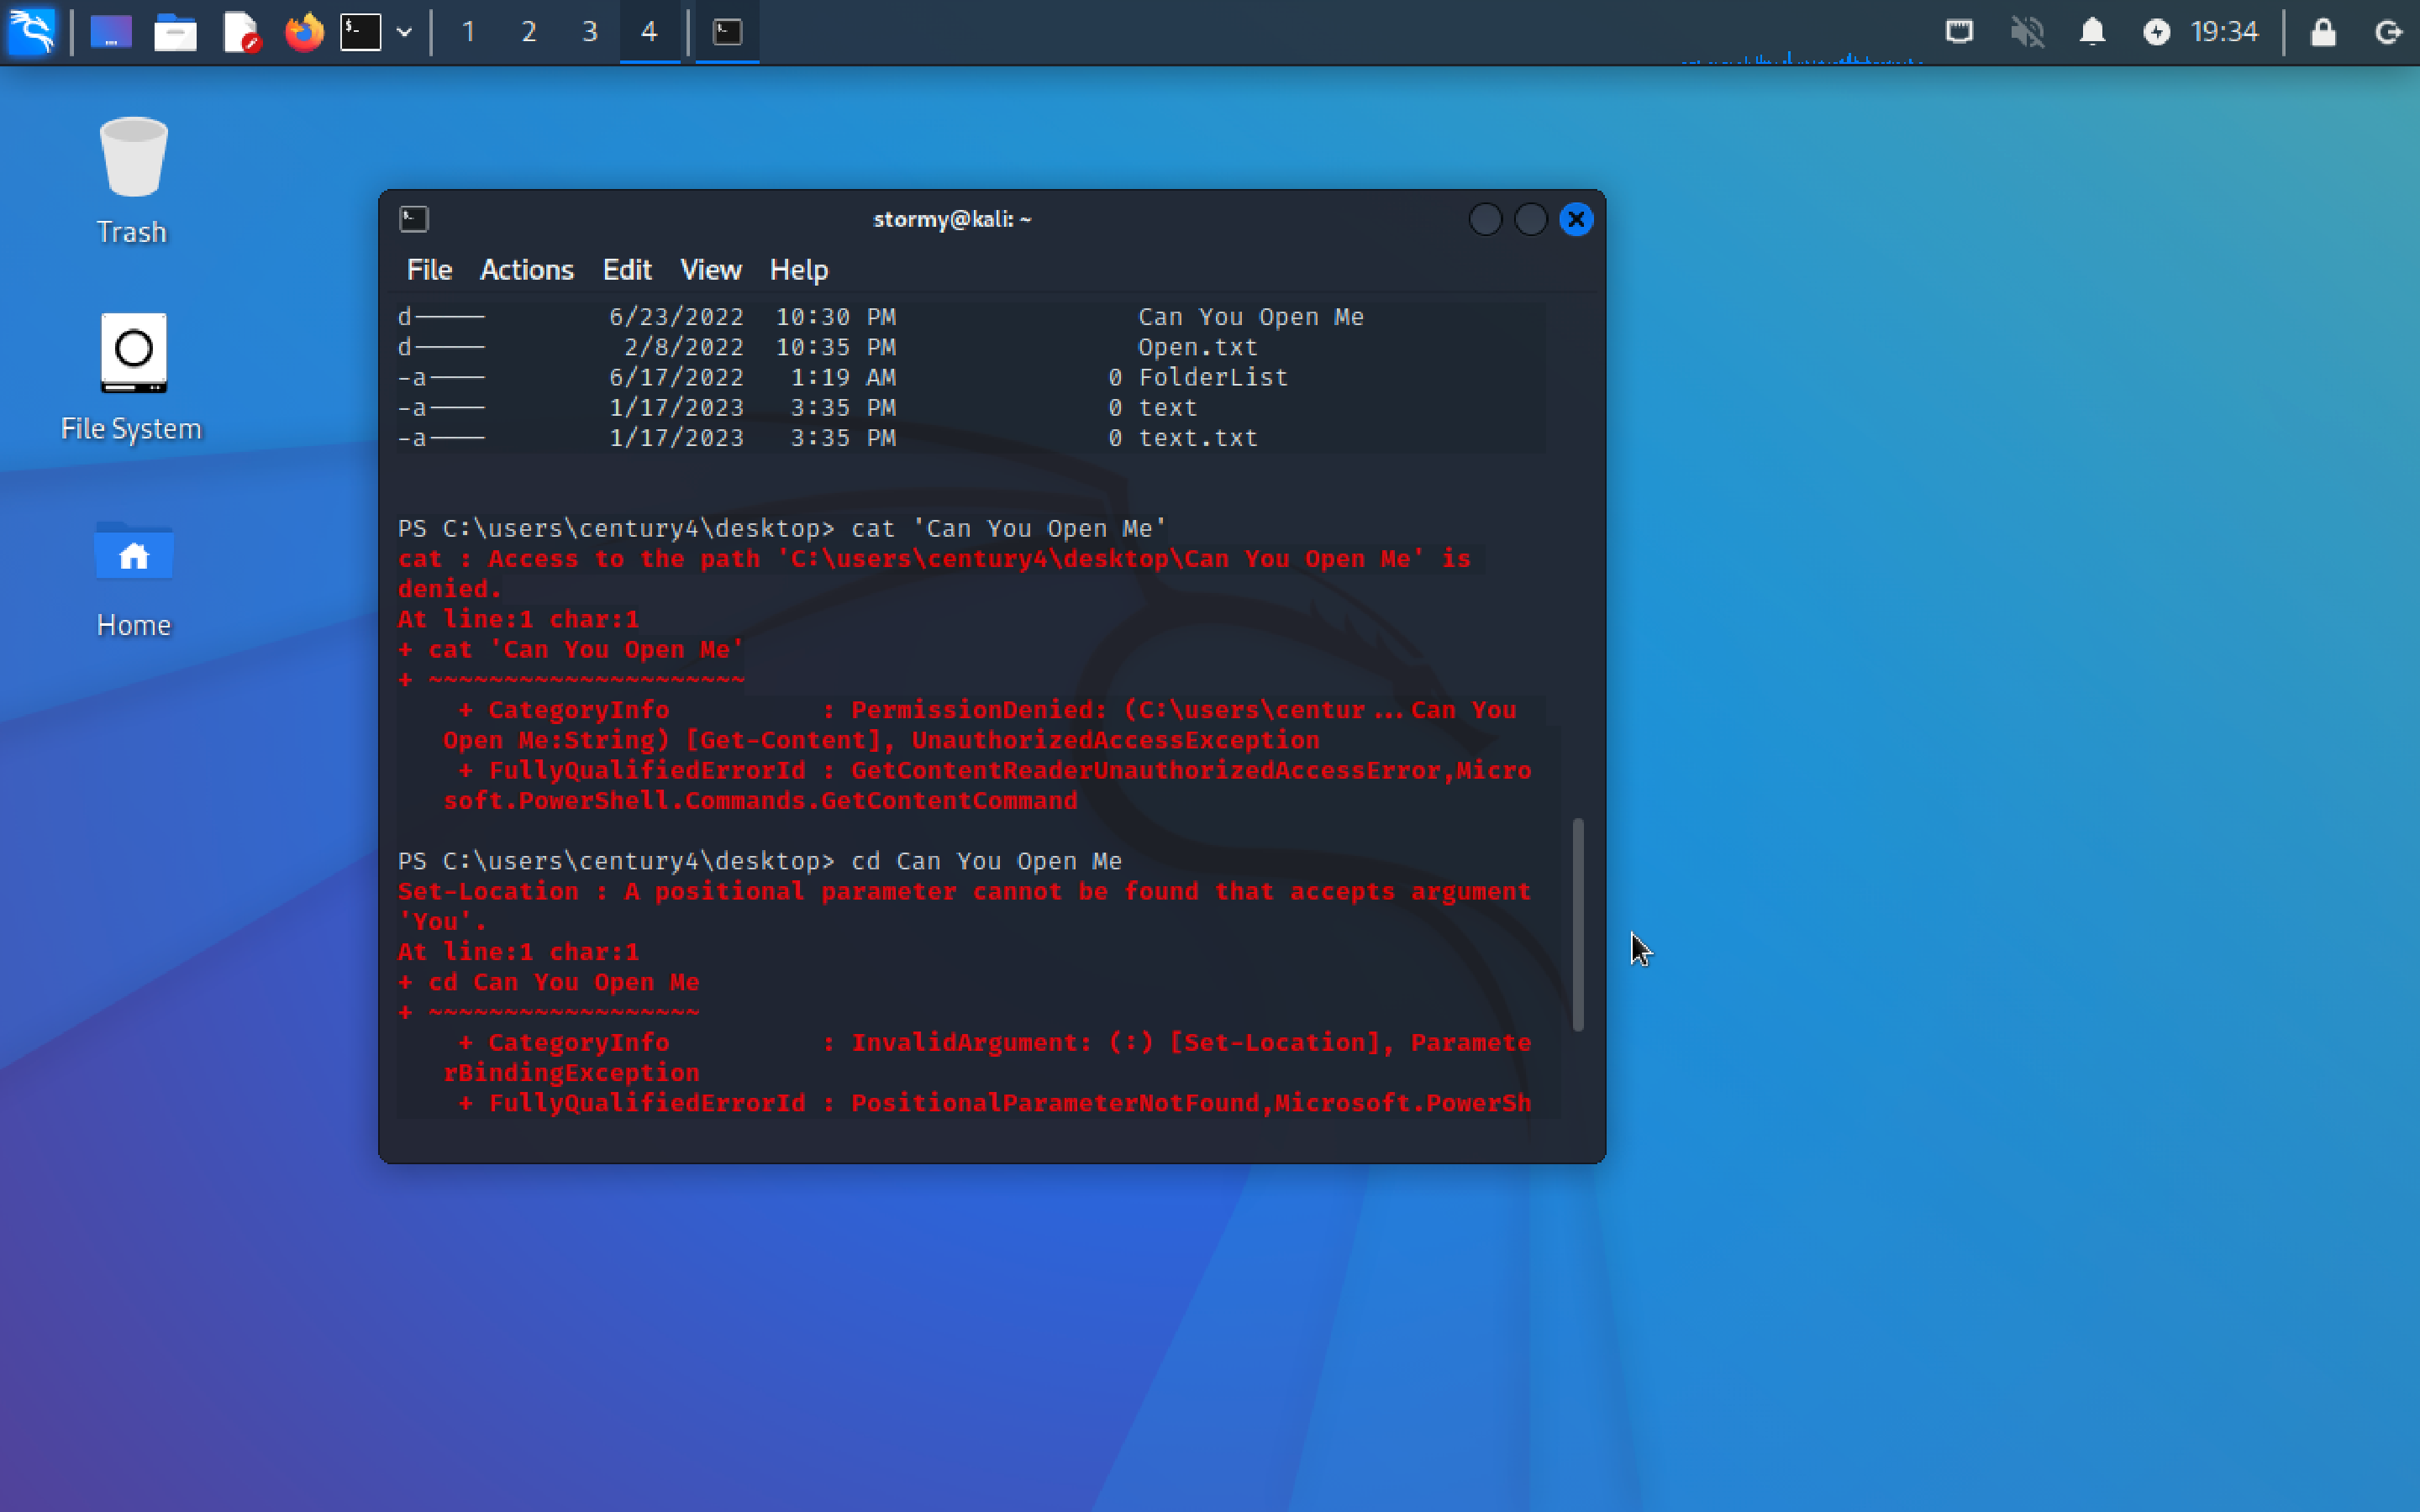 1 2 3 4 19:34
Trash
File System
Home
stormy@kali: ~
File Actions Edit View Help
d——— 6/23/2022 10:30 PM Can You Open Me
d——— 2/8/2022 10:35 PM Open.txt
-a—— 6/17/2022 1:19 AM 0 FolderList
-a—— 1/17/2023 3:35 PM 0 text
-a—— 1/17/2023 3:35 PM 0 text.txt
PS C:\users\century4\desktop> cat 'Can You Open Me'
cat : Access to the path 'C:\users\century4\desktop\Can You Open Me' is
denied.
At line:1 char:1
+ cat 'Can You Open Me'
+ ~~~~~~~~~~~~~~~~~~~~~
+ CategoryInfo : PermissionDenied: (C:\users\centur...Can You
Open Me:String) [Get-Content], UnauthorizedAccessException
+ FullyQualifiedErrorId : GetContentReaderUnauthorizedAccessError,Micro
soft.PowerShell.Commands.GetContentCommand
PS C:\users\century4\desktop> cd Can You Open Me
Set-Location : A positional parameter cannot be found that accepts argument
'You'.
At line:1 char:1
+ cd Can You Open Me
+ ~~~~~~~~~~~~~~~~~~
+ CategoryInfo : InvalidArgument: (:) [Set-Location], Paramete
rBindingException
+ FullyQualifiedErrorId : PositionalParameterNotFound,Microsoft.PowerSh